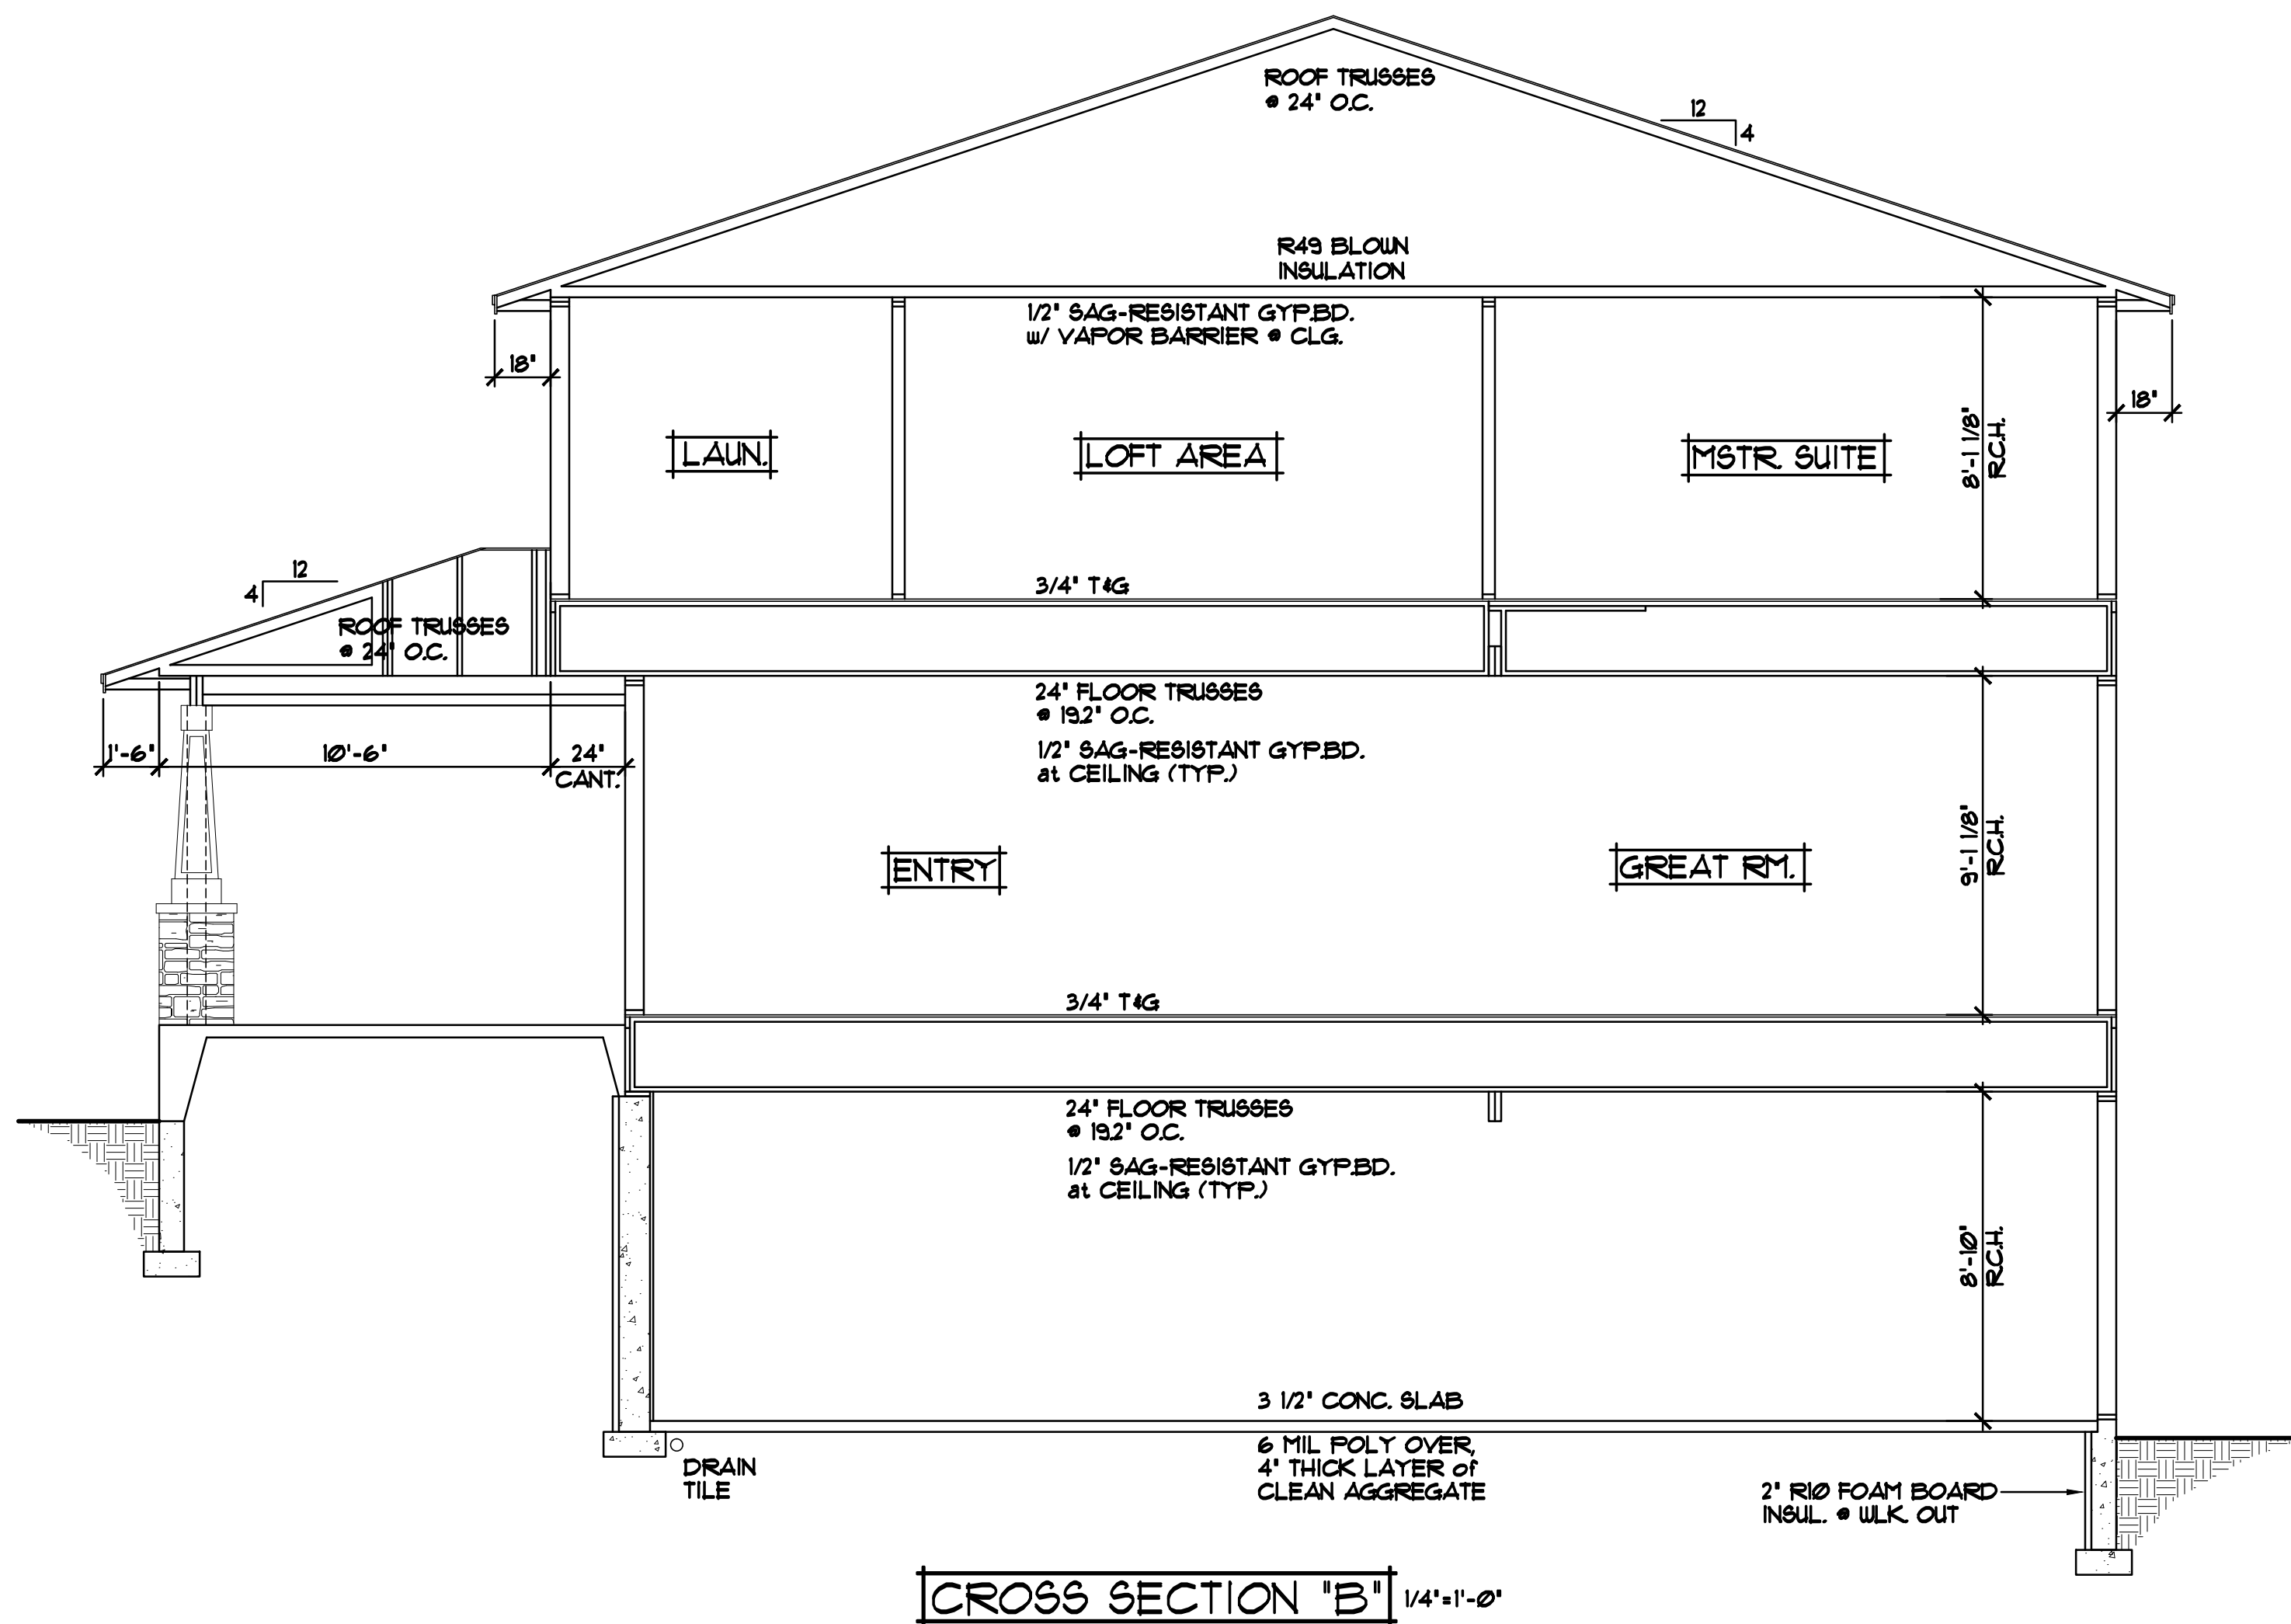 ROOF TRUSSES
@ 24" O.C.
12
4
R49 BLOWN
INSULATION
1/2" SAG-RESISTANT GYP.BD.
w/ VAPOR BARRIER @ CLG.
18"
18"
8'-1 1/8"
R.C.H.
LAUN.
LOFT AREA
MSTR. SUITE
12
4
ROOF TRUSSES
@ 24" O.C.
3/4" T&G
24" FLOOR TRUSSES
@ 19.2" O.C.
1/2" SAG-RESISTANT GYP.BD.
at CEILING (TYP.)
1'-6"
10'-6"
24"
CANT.
9'-1 1/8"
R.C.H.
ENTRY
GREAT RM.
3/4" T&G
24" FLOOR TRUSSES
@ 19.2" O.C.
1/2" SAG-RESISTANT GYP.BD.
at CEILING (TYP.)
8'-10"
R.C.H.
3 1/2" CONC. SLAB
6 MIL POLY OVER,
4" THICK LAYER of
CLEAN AGGREGATE
DRAIN
TILE
2" R10 FOAM BOARD
INSUL. @ WLK. OUT
CROSS SECTION "B" 1/4"=1'-0"